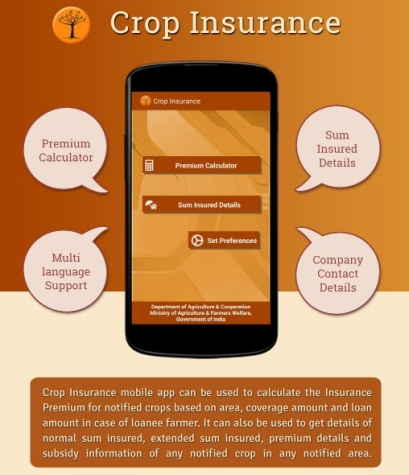 Crop Insurance
Premium
Calculator
Sum
Insured
Details
Multi
language
Support
Company
Contact
Details
Crop Insurance
Premium Calculator
Sum Insured Details
Set Preferences
Department of Agriculture & Cooperation
Ministry of Agriculture & Farmers Welfare,
Government of India
Crop Insurance mobile app can be used to calculate the Insurance
Premium for notified crops based on area, coverage amount and loan
amount in case of loanee farmer. It can also be used to get details of
normal sum insured, extended sum insured, premium details and
subsidy information of any notified crop in any notified area.